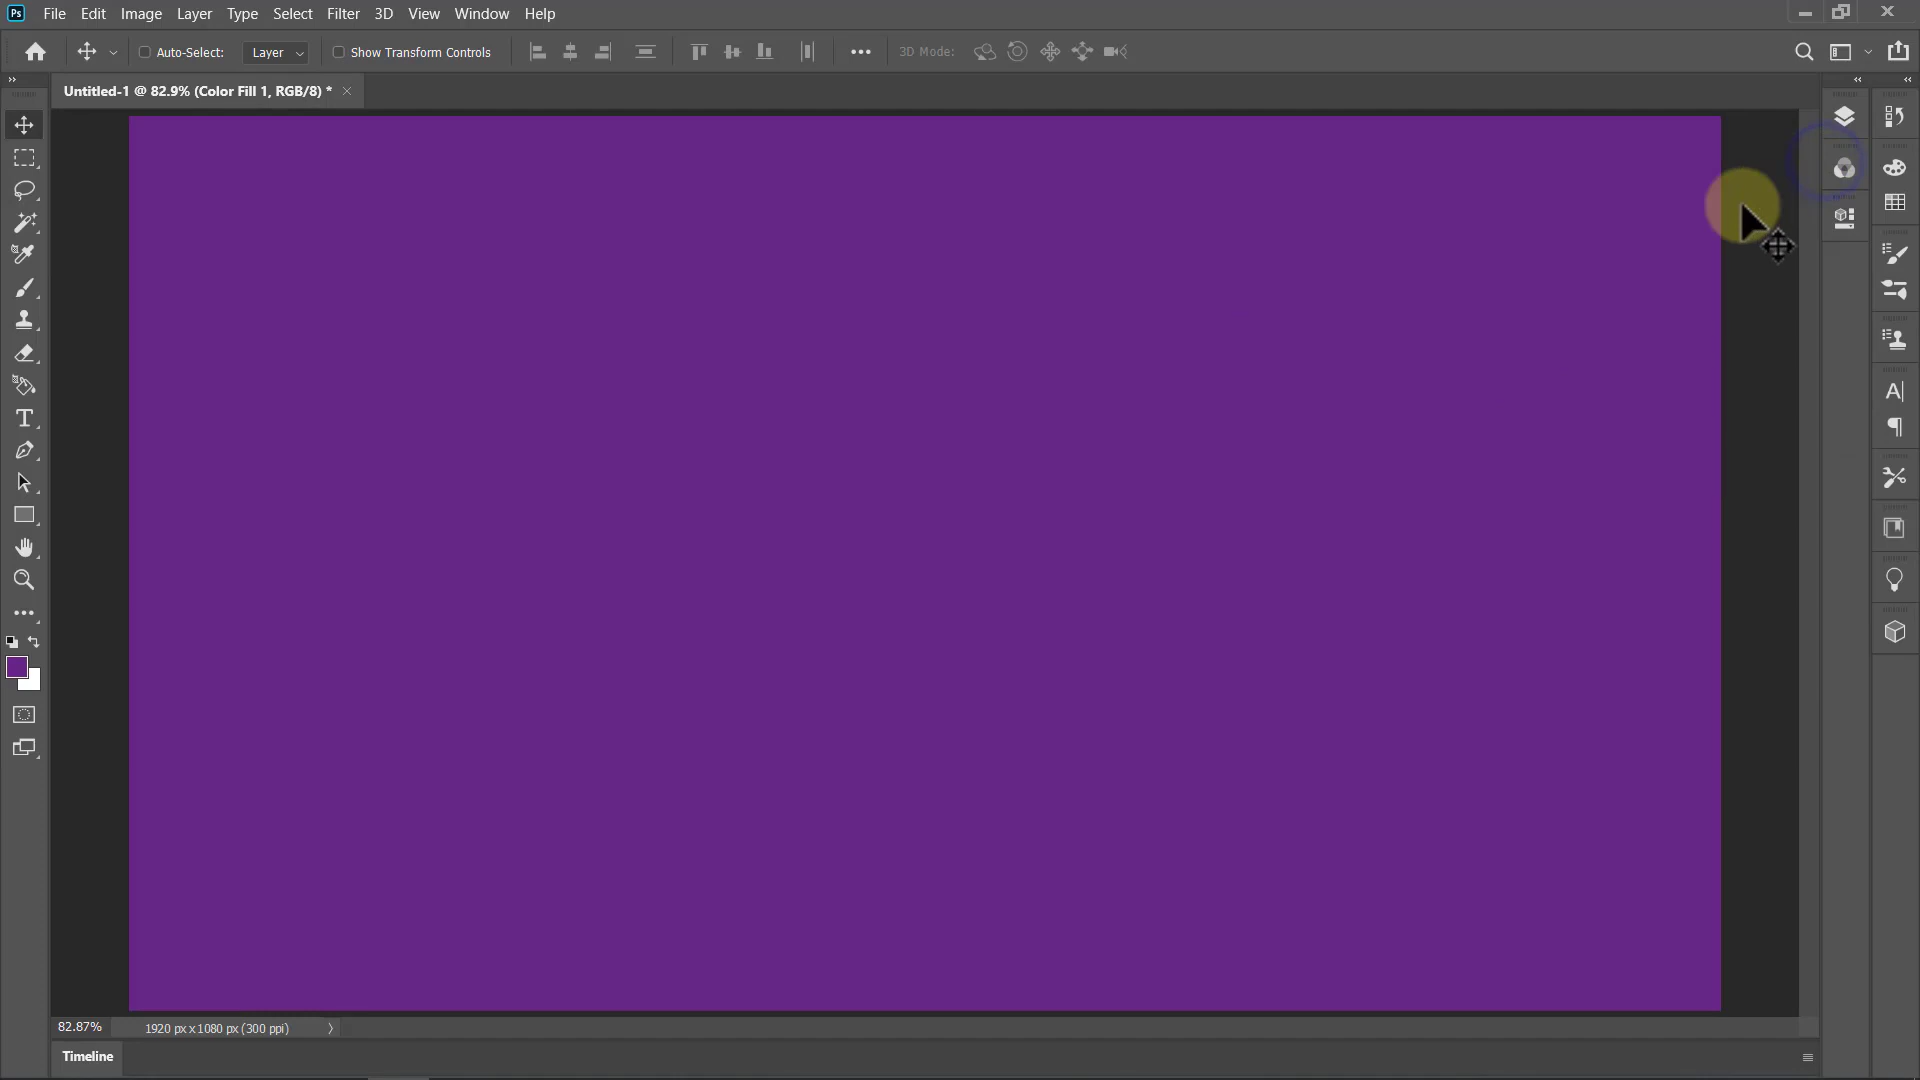 Ps File Edit Image Layer Type Select Filter 3D View Window Help
Auto-Select: Layer Show Transform Controls 3D Mode:
Untitled-1 @ 82.9% (Color Fill 1, RGB/8) *
82.87% 1920 px x 1080 px (300 ppi)
Timeline